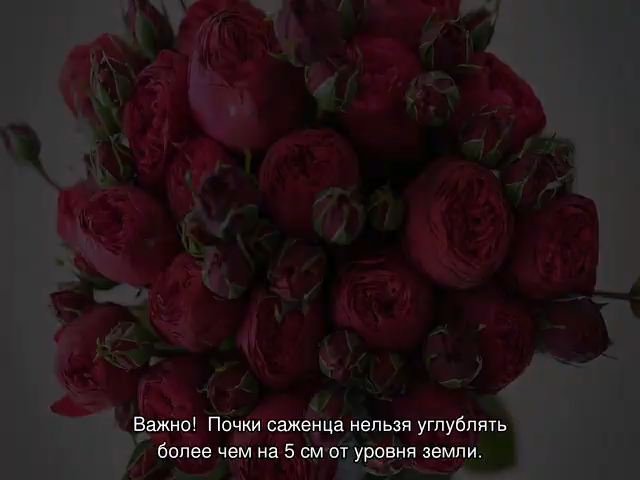 Важно!  Почки саженца нельзя углублять
более чем на 5 см от уровня земли.